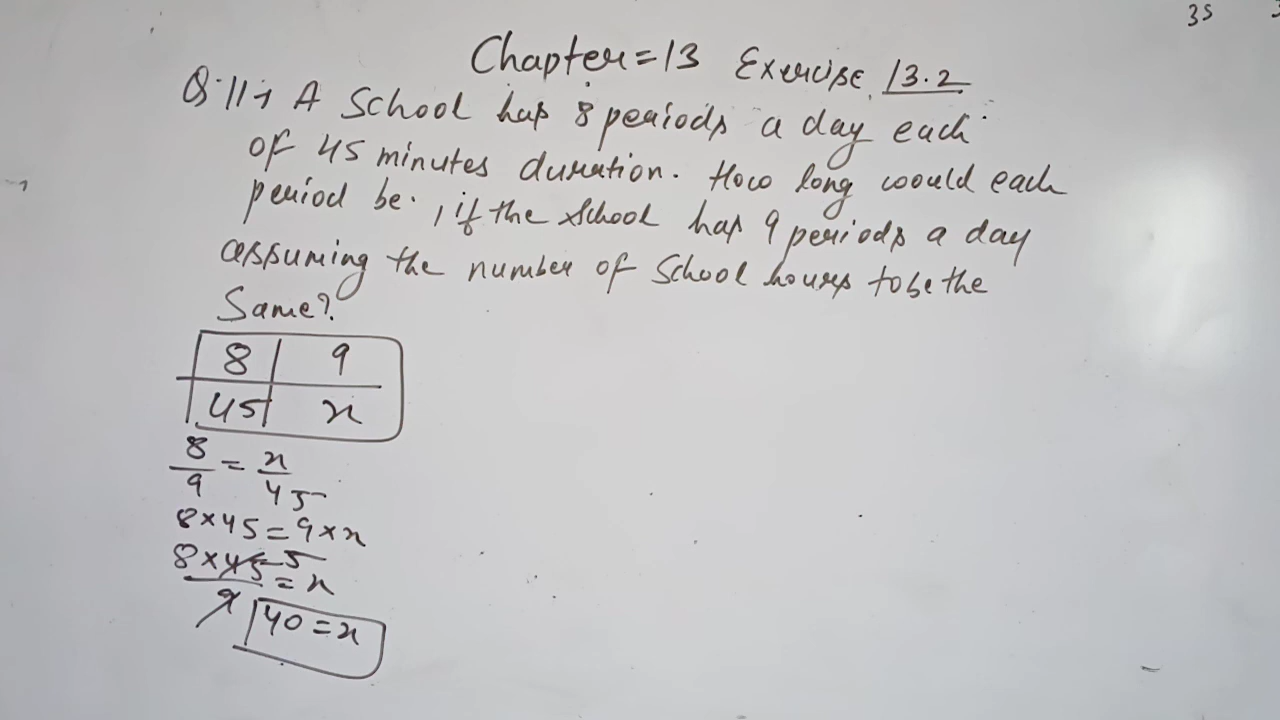 35
Chapter=13 Exercise 13.2
Q.11→ A School has 8 periods a day each
of 45 minutes duration. How long would each
period be , if the school has 9 periods a day
assuming the number of School hours to be the
Same?
8 9
45 x
8/9 = x/45
8×45=9×x
8×45 5/9 = x
40=x